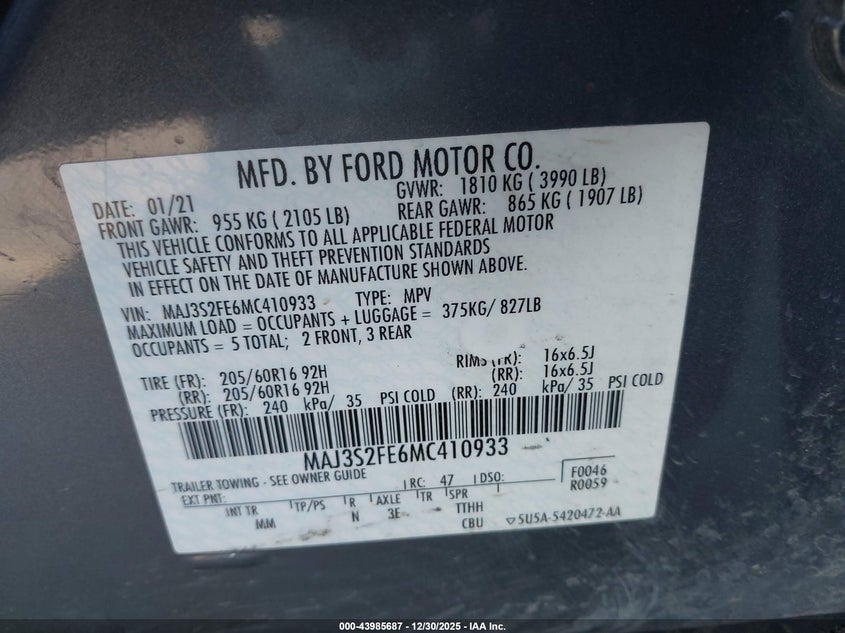 MFD. BY FORD MOTOR CO.
DATE: 01/21 GVWR: 1810 KG ( 3990 LB)
FRONT GAWR: 955 KG ( 2105 LB) REAR GAWR: 865 KG ( 1907 LB)
THIS VEHICLE CONFORMS TO ALL APPLICABLE FEDERAL MOTOR
VEHICLE SAFETY AND THEFT PREVENTION STANDARDS
IN EFFECT ON THE DATE OF MANUFACTURE SHOWN ABOVE.
VIN: MAJ3S2FE6MC410933 TYPE: MPV
MAXIMUM LOAD = OCCUPANTS + LUGGAGE = 375KG/ 827LB
OCCUPANTS = 5 TOTAL; 2 FRONT, 3 REAR
TIRE (FR): 205/60R16 92H RIMS (FR): 16x6.5J
(RR): 205/60R16 92H (RR): 16x6.5J
PRESSURE (FR): 240 kPa/ 35 PSI COLD (RR): 240 kPa/ 35 PSI COLD
MAJ3S2FE6MC410933
TRAILER TOWING - SEE OWNER GUIDE
EXT PNT: RC: 47 DSO: F0046
R0059
INT TR TP/PS R AXLE TR SPR
MM N 3E TTHH
CBU 5U5A-5420472-AA
000-43985687 - 12/30/2025 - IAA Inc.